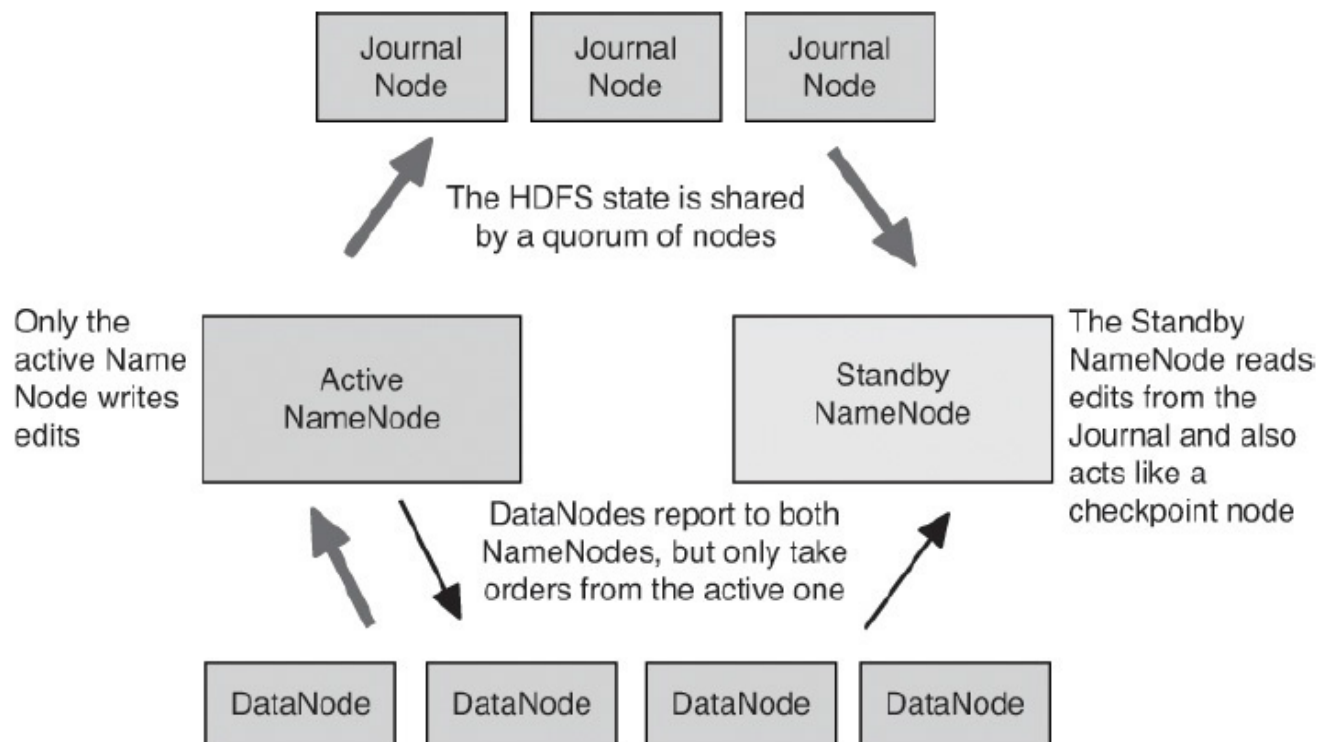 Journal
Node
Journal
Node
Journal
Node
The HDFS state is shared
by a quorum of nodes
Only the
active Name
Node writes
edits
Active
NameNode
Standby
NameNode
The Standby
NameNode reads
edits from the
Journal and also
acts like a
checkpoint node
DataNodes report to both
NameNodes, but only take
orders from the active one
DataNode
DataNode
DataNode
DataNode